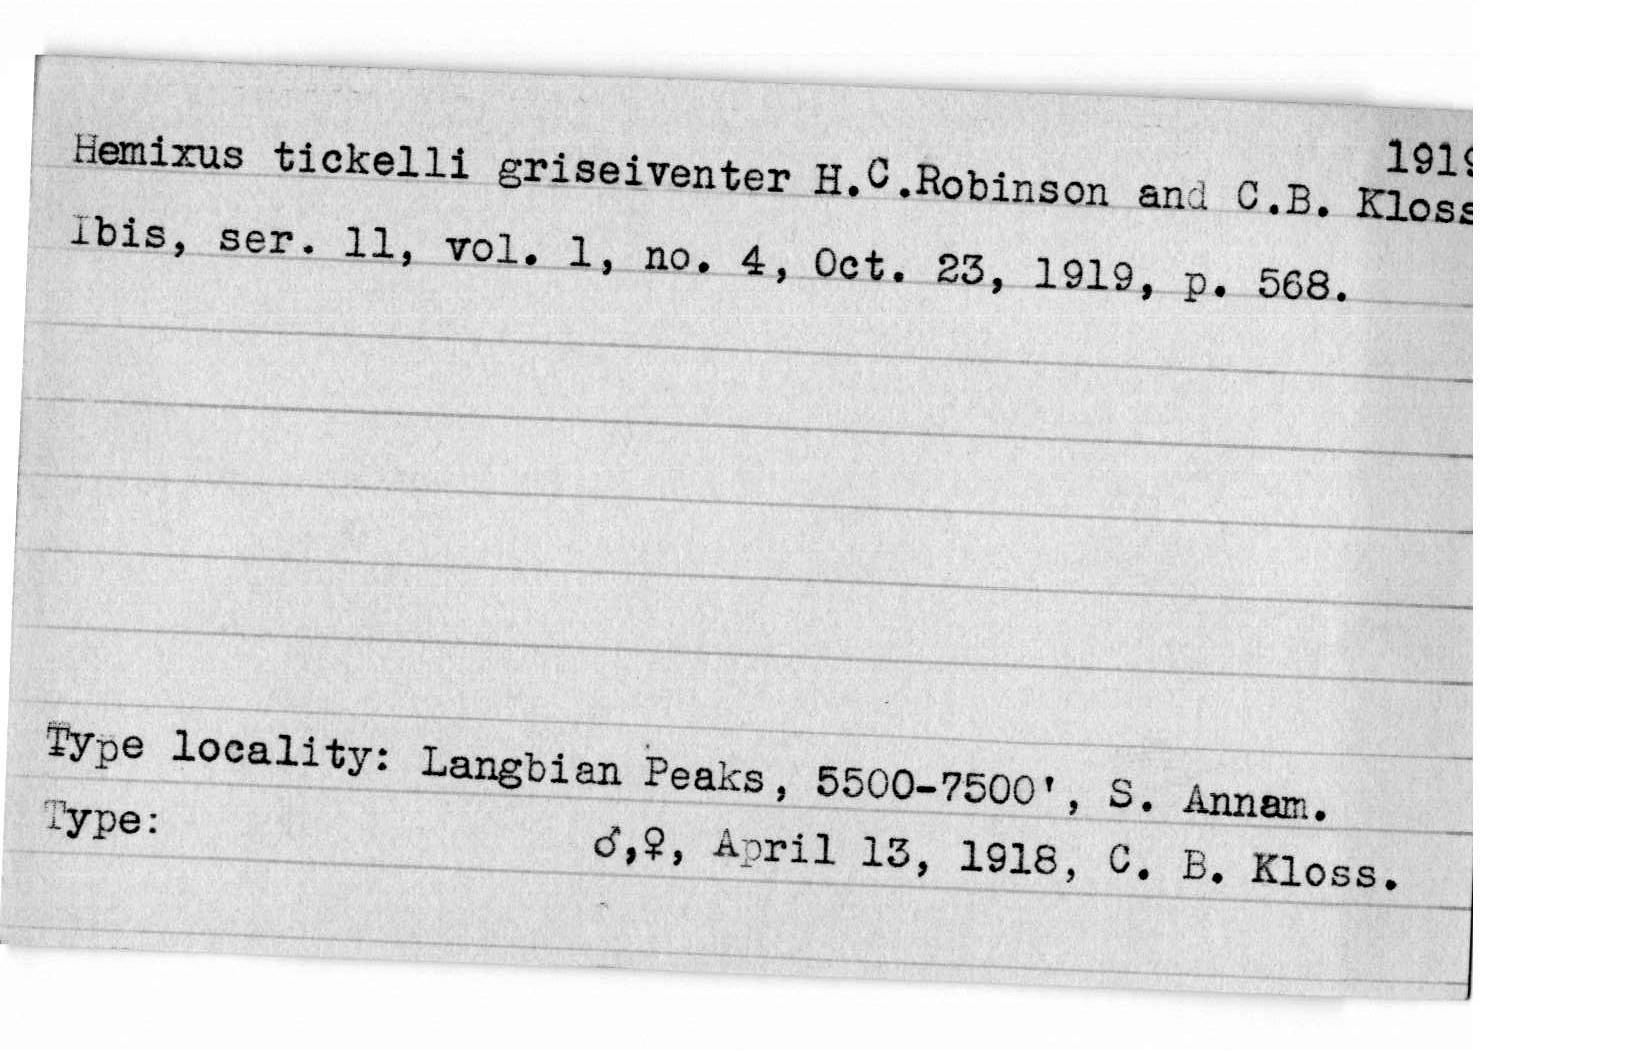 1919
Hemixus tickelli griseiventer H.C.Robinson and C.B. Kloss
Ibis, ser. 11, vol. 1, no. 4, Oct. 23, 1919, p. 568.
Type locality: Langbian Peaks, 5500-7500', S. Annam.
Type: ♂,♀, April 13, 1918, C. B. Kloss.